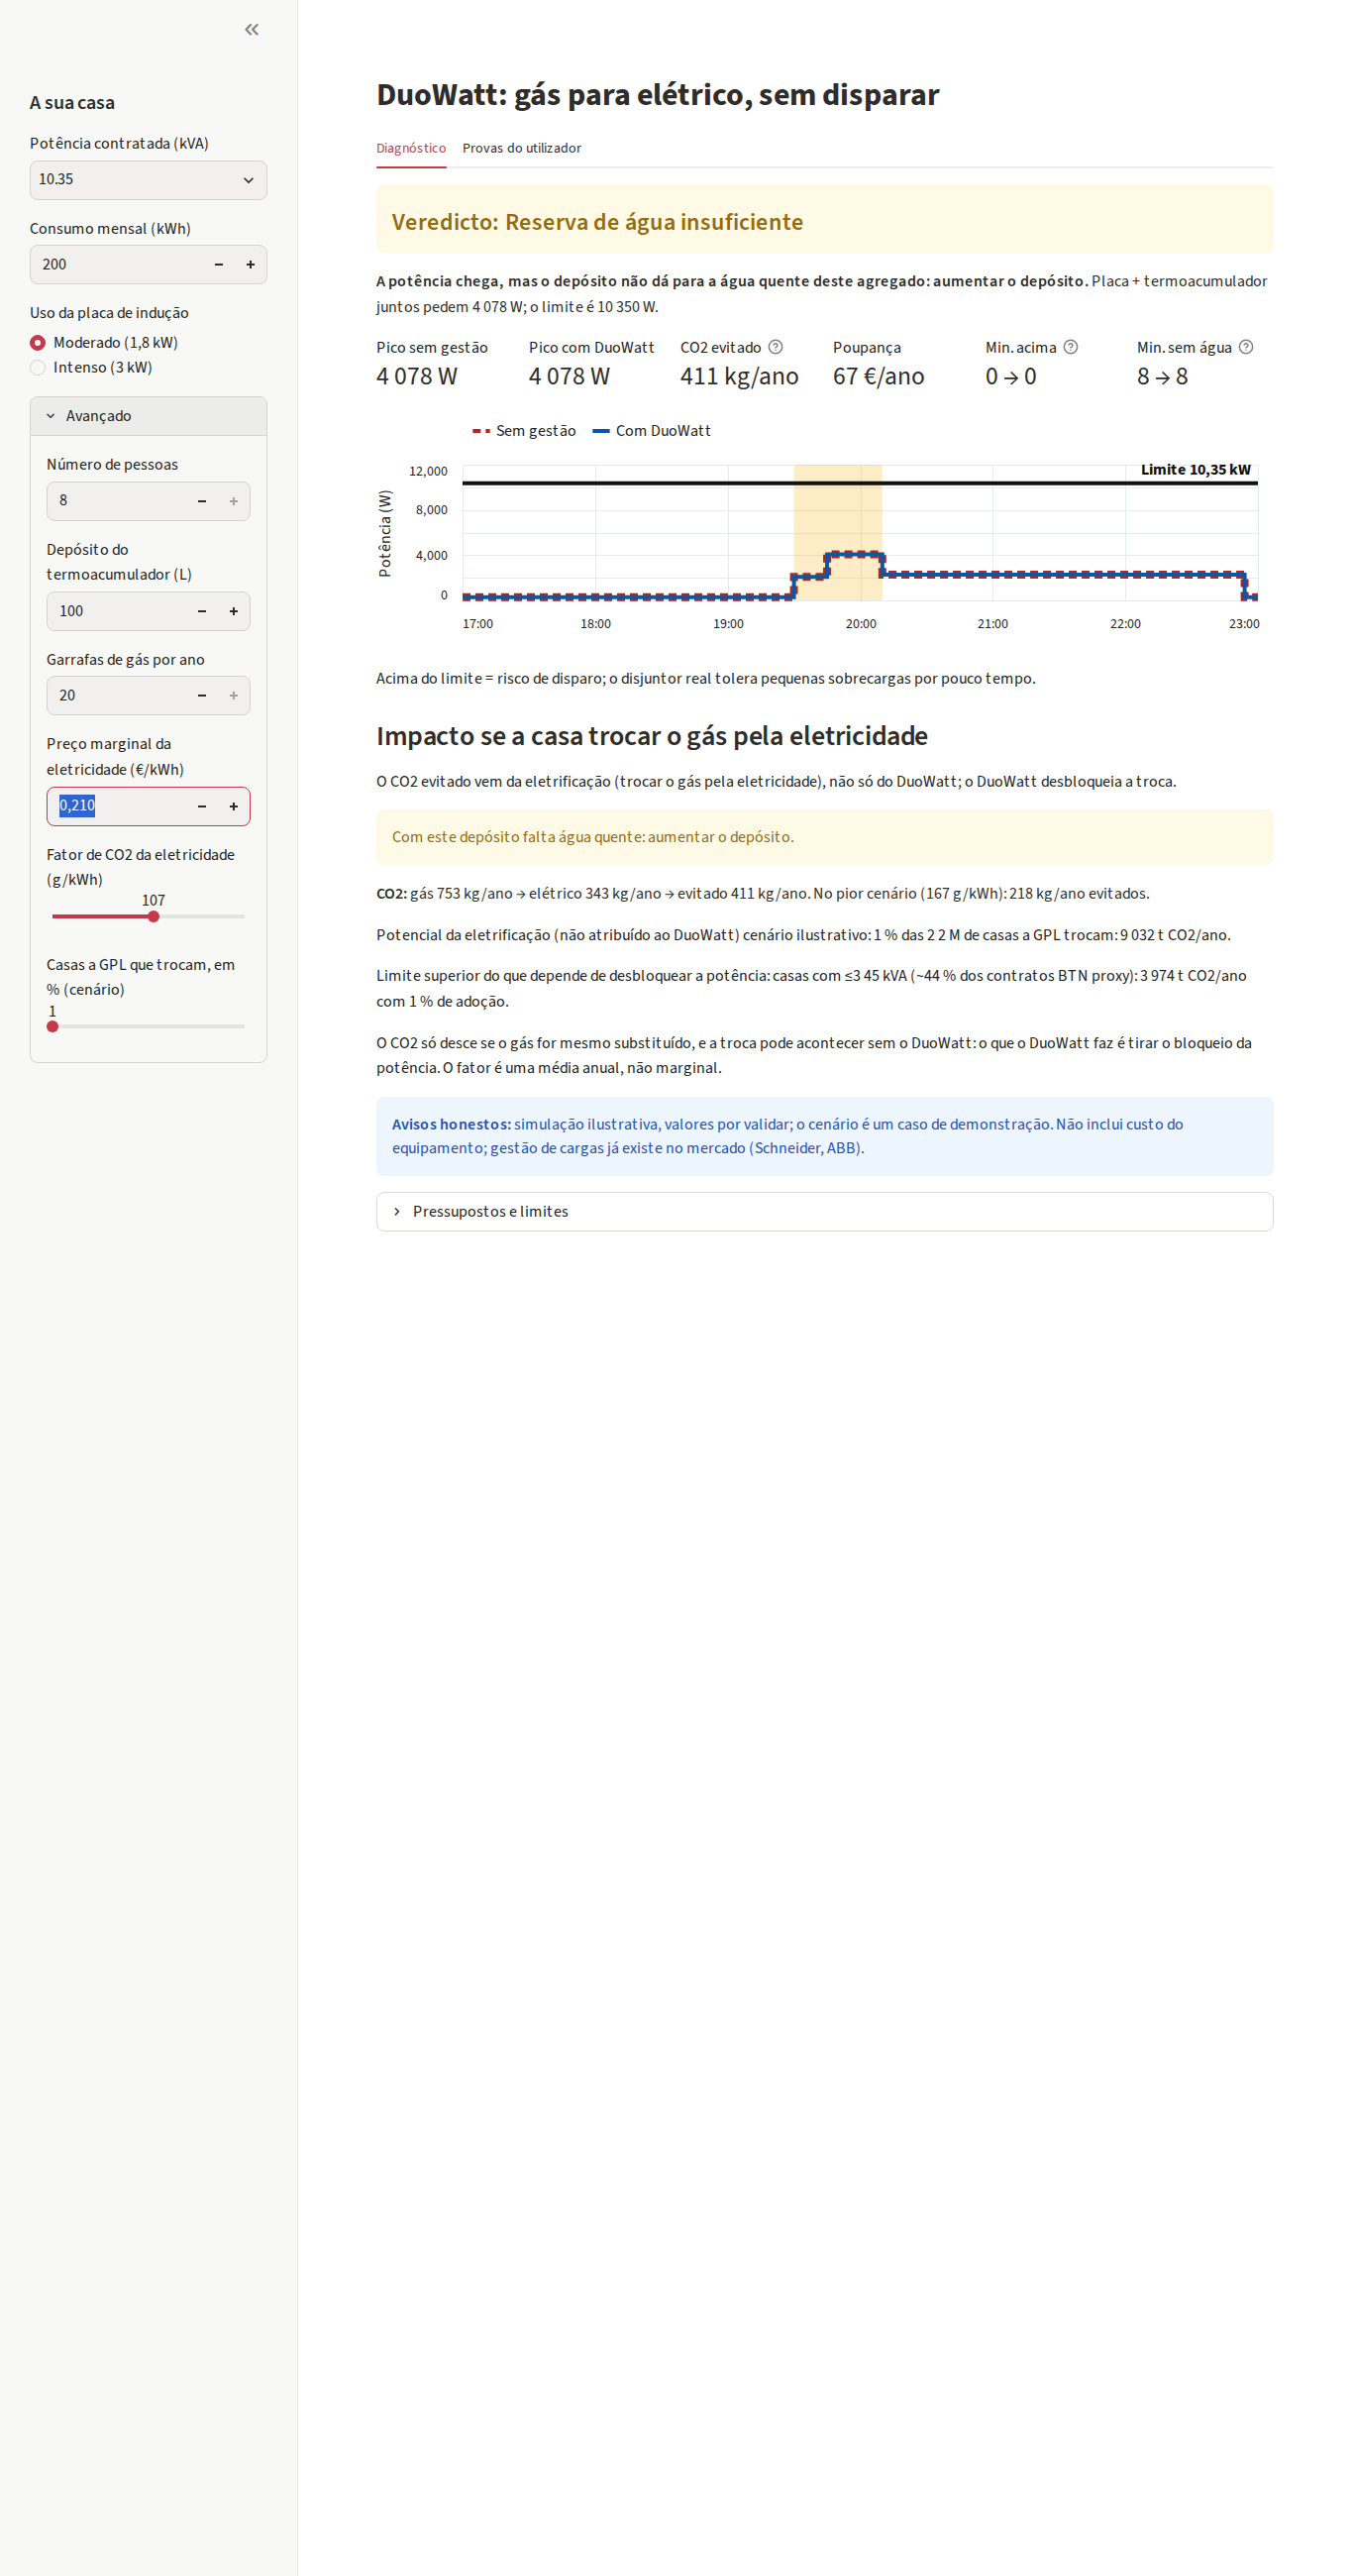 A sua casa
Potência contratada (kVA)
10.35
Consumo mensal (kWh)
200
Uso da placa de indução
Moderado (1,8 kW)
Intenso (3 kW)
Avançado
Número de pessoas
8
Depósito do
termoacumulador (L)
100
Garrafas de gás por ano
20
Preço marginal da
eletricidade (€/kWh)
0,210
Fator de CO2 da eletricidade
(g/kWh)
107
Casas a GPL que trocam, em
% (cenário)
1
DuoWatt: gás para elétrico, sem disparar
Diagnóstico Provas do utilizador
Veredicto: Reserva de água insuficiente
A potência chega, mas o depósito não dá para a água quente deste agregado: aumentar o depósito. Placa + termoacumulador
juntos pedem 4 078 W; o limite é 10 350 W.
Pico sem gestão Pico com DuoWatt CO2 evitado Poupança Min. acima Min. sem água
4 078 W 4 078 W 411 kg/ano 67 €/ano 0 → 0 8 → 8
Sem gestão Com DuoWatt
Limite 10,35 kW
Potência (W)
12,000
8,000
4,000
0
17:00 18:00 19:00 20:00 21:00 22:00 23:00
Acima do limite = risco de disparo; o disjuntor real tolera pequenas sobrecargas por pouco tempo.
Impacto se a casa trocar o gás pela eletricidade
O CO2 evitado vem da eletrificação (trocar o gás pela eletricidade), não só do DuoWatt; o DuoWatt desbloqueia a troca.
Com este depósito falta água quente: aumentar o depósito.
CO2: gás 753 kg/ano → elétrico 343 kg/ano → evitado 411 kg/ano. No pior cenário (167 g/kWh): 218 kg/ano evitados.
Potencial da eletrificação (não atribuído ao DuoWatt) cenário ilustrativo: 1 % das 2 2 M de casas a GPL trocam: 9 032 t CO2/ano.
Limite superior do que depende de desbloquear a potência: casas com ≤3 45 kVA (~44 % dos contratos BTN proxy): 3 974 t CO2/ano
com 1 % de adoção.
O CO2 só desce se o gás for mesmo substituído, e a troca pode acontecer sem o DuoWatt: o que o DuoWatt faz é tirar o bloqueio da
potência. O fator é uma média anual, não marginal.
Avisos honestos: simulação ilustrativa, valores por validar; o cenário é um caso de demonstração. Não inclui custo do
equipamento; gestão de cargas já existe no mercado (Schneider, ABB).
Pressupostos e limites